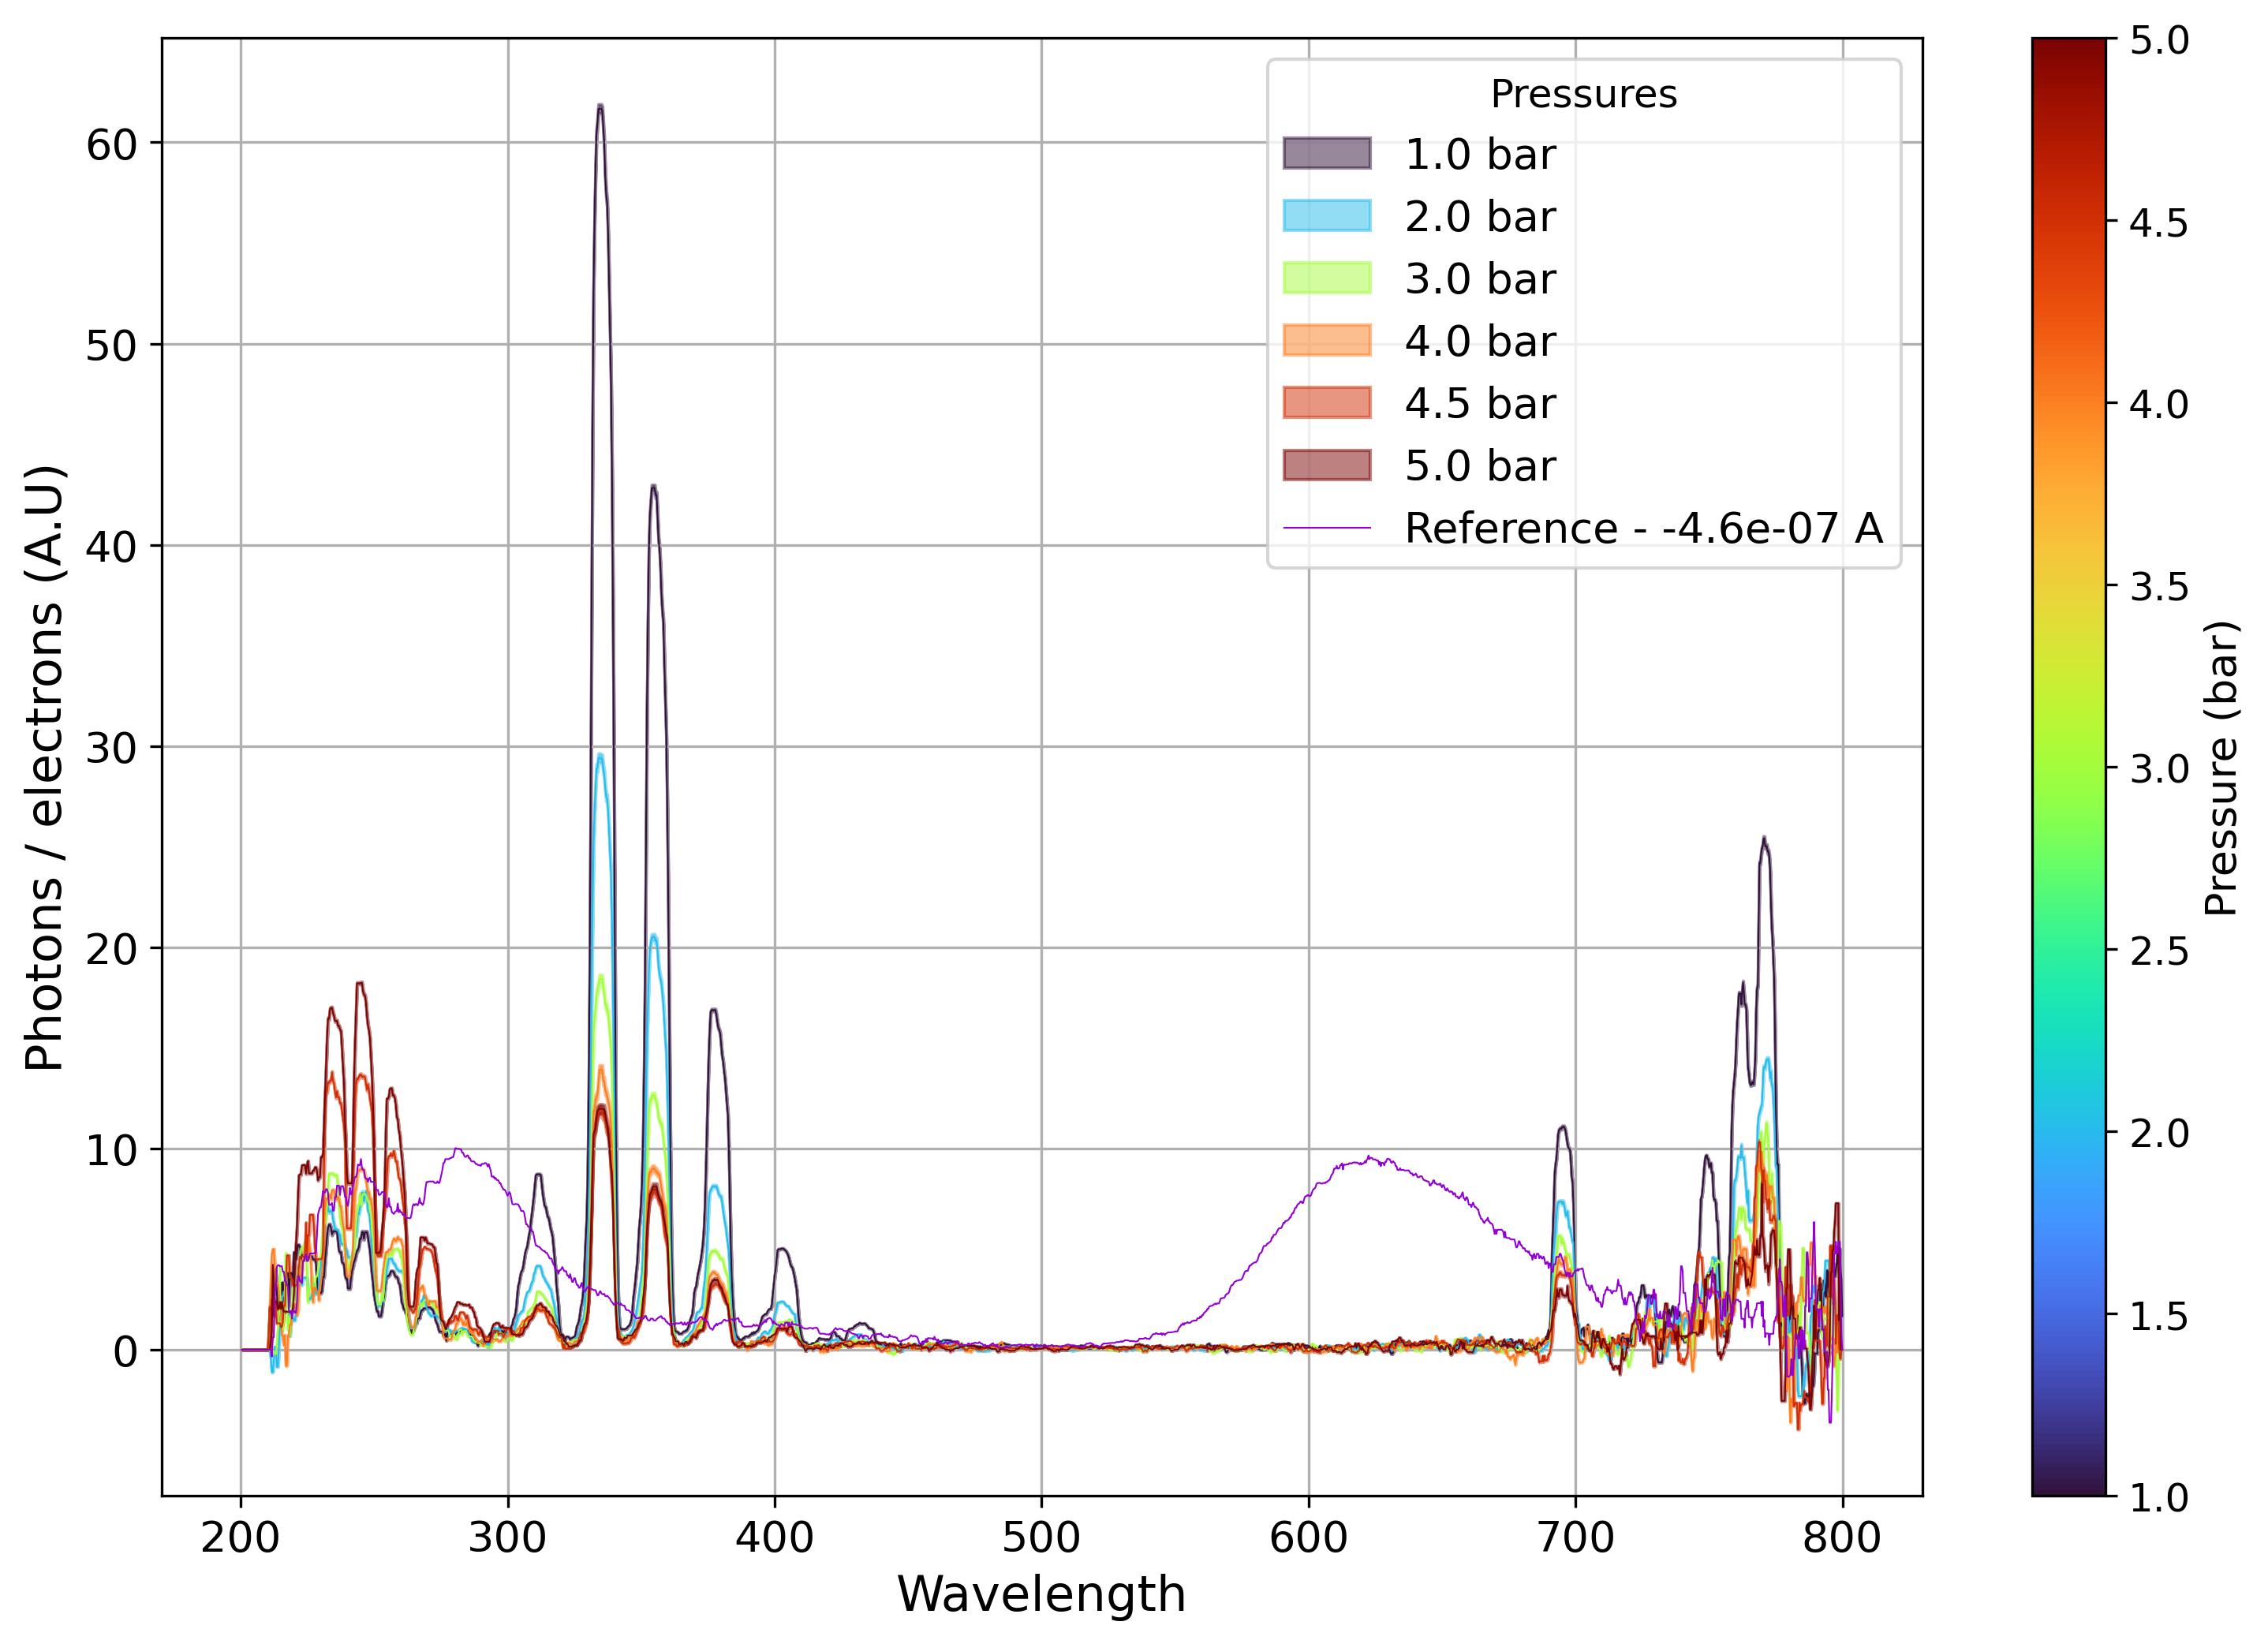 Photons / electrons (A.U)
60
50
40
30
20
10
0
200 300 400 500 600 700 800
Wavelength
Pressures
1.0 bar
2.0 bar
3.0 bar
4.0 bar
4.5 bar
5.0 bar
Reference - -4.6e-07 A
5.0
4.5
4.0
3.5
3.0
2.5
2.0
1.5
1.0
Pressure (bar)